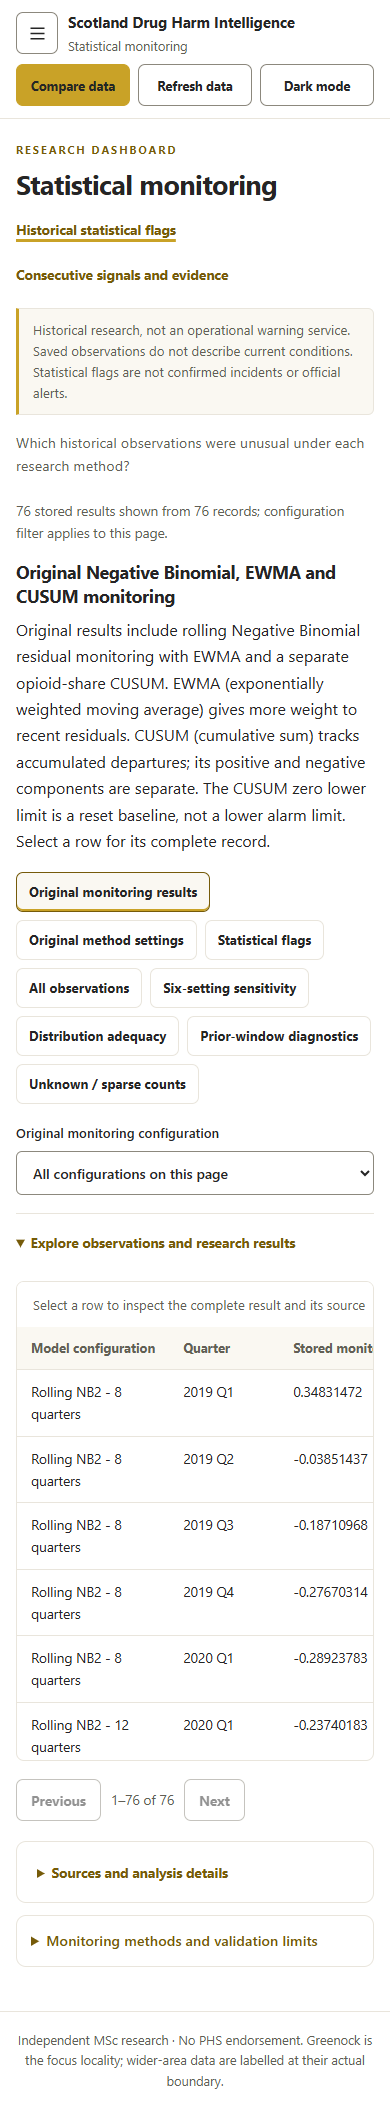 Scotland Drug Harm Intelligence
Statistical monitoring
Compare data
Refresh data
Dark mode
RESEARCH DASHBOARD
Statistical monitoring
Historical statistical flags
Consecutive signals and evidence
Historical research, not an operational warning service.
Saved observations do not describe current conditions.
Statistical flags are not confirmed incidents or official
alerts.
Which historical observations were unusual under each
research method?
76 stored results shown from 76 records; configuration
filter applies to this page.
Original Negative Binomial, EWMA and
CUSUM monitoring
Original results include rolling Negative Binomial
residual monitoring with EWMA and a separate
opioid-share CUSUM. EWMA (exponentially
weighted moving average) gives more weight to
recent residuals. CUSUM (cumulative sum) tracks
accumulated departures; its positive and negative
components are separate. The CUSUM zero lower
limit is a reset baseline, not a lower alarm limit.
Select a row for its complete record.
Original monitoring results
Original method settings
Statistical flags
All observations
Six-setting sensitivity
Distribution adequacy
Prior-window diagnostics
Unknown / sparse counts
Original monitoring configuration
All configurations on this page
▼ Explore observations and research results
Select a row to inspect the complete result and its source
Model configuration Quarter Stored monit
Rolling NB2 - 8 2019 Q1 0.34831472
quarters
Rolling NB2 - 8 2019 Q2 -0.03851437
quarters
Rolling NB2 - 8 2019 Q3 -0.18710968
quarters
Rolling NB2 - 8 2019 Q4 -0.27670314
quarters
Rolling NB2 - 8 2020 Q1 -0.28923783
quarters
Rolling NB2 - 12 2020 Q1 -0.23740183
quarters
Previous
1–76 of 76
Next
▶ Sources and analysis details
▶ Monitoring methods and validation limits
Independent MSc research · No PHS endorsement. Greenock is
the focus locality; wider-area data are labelled at their actual
boundary.